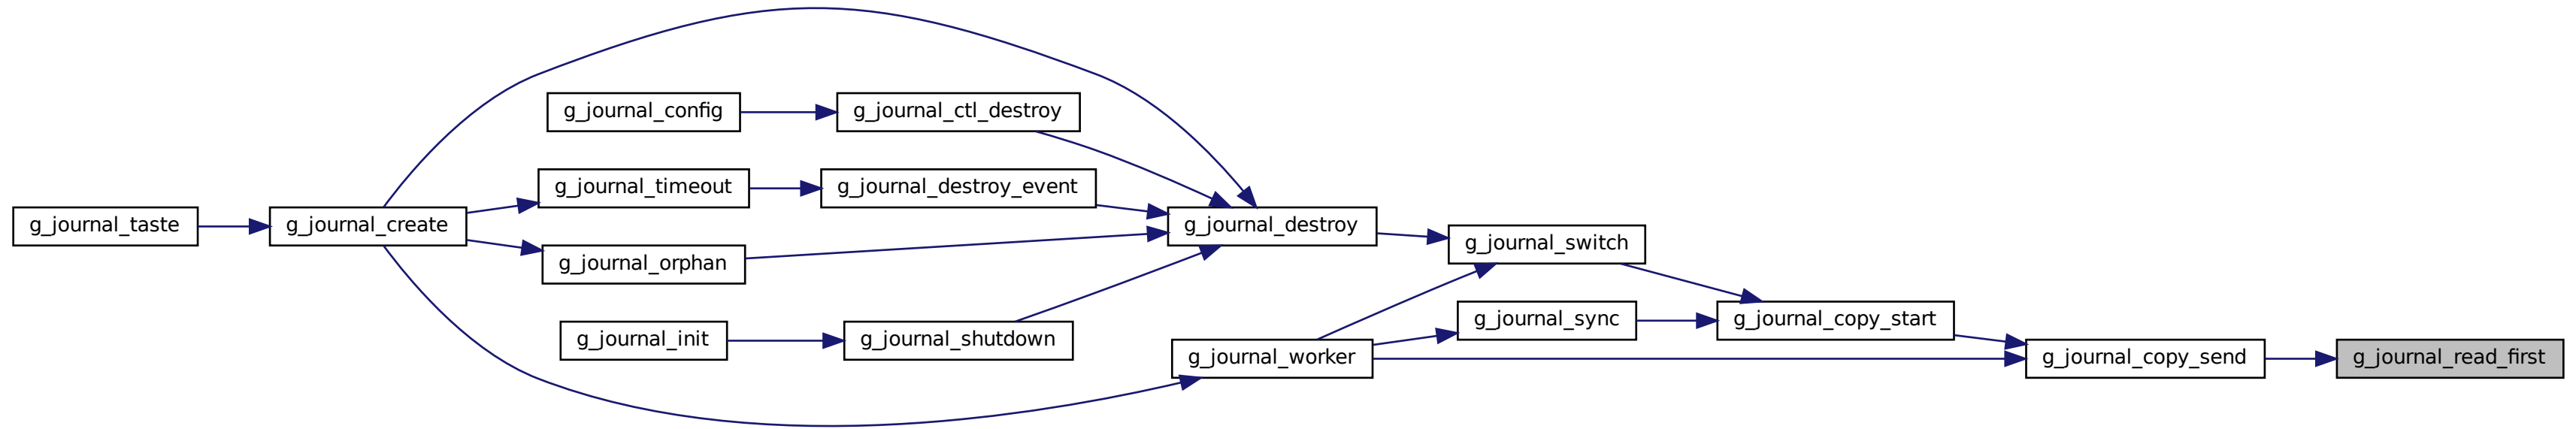 g_journal_config
g_journal_ctl_destroy
g_journal_timeout
g_journal_destroy_event
g_journal_taste
g_journal_create
g_journal_destroy
g_journal_switch
g_journal_orphan
g_journal_init
g_journal_shutdown
g_journal_sync
g_journal_copy_start
g_journal_worker
g_journal_copy_send
g_journal_read_first